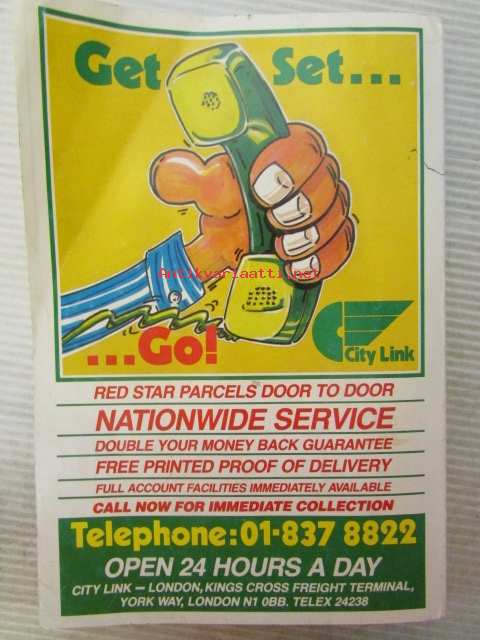 Get Set...
Antikvariaatti.net
...Go!
City Link
RED STAR PARCELS DOOR TO DOOR
NATIONWIDE SERVICE
DOUBLE YOUR MONEY BACK GUARANTEE
FREE PRINTED PROOF OF DELIVERY
FULL ACCOUNT FACILITIES IMMEDIATELY AVAILABLE
CALL NOW FOR IMMEDIATE COLLECTION
Telephone:01-837 8822
OPEN 24 HOURS A DAY
CITY LINK – LONDON, KINGS CROSS FREIGHT TERMINAL,
YORK WAY, LONDON N1 0BB. TELEX 24238